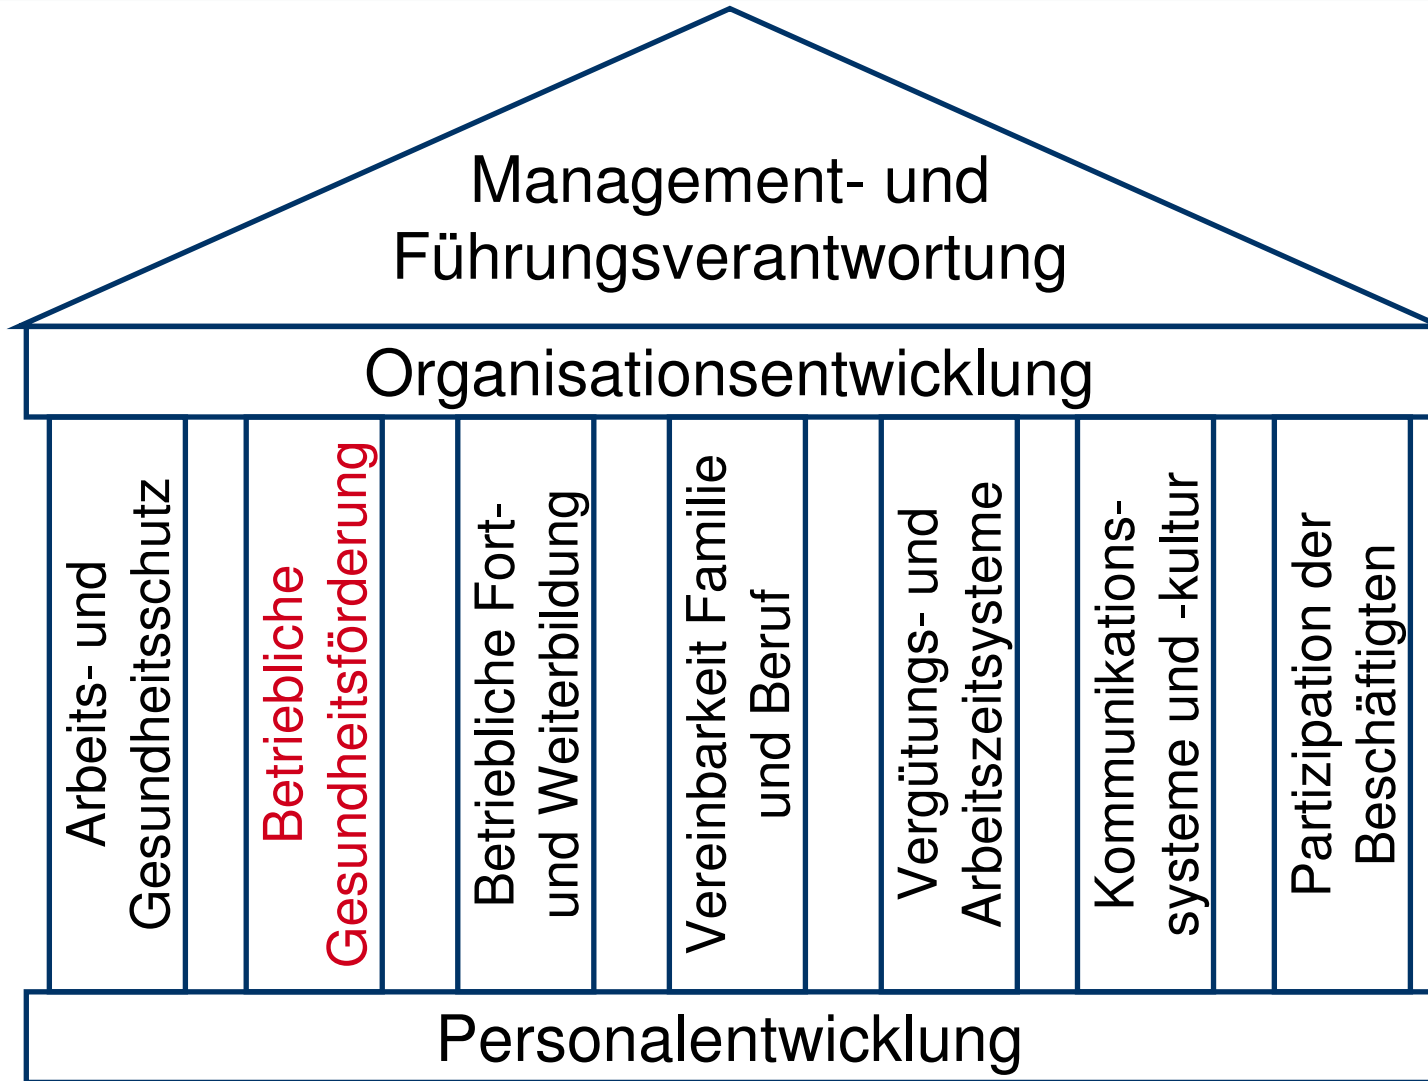 Management- und
Führungsverantwortung
Organisationsentwicklung
Arbeits- und
Gesundheitsschutz
Betriebliche
Gesundheitsförderung
Betriebliche Fort-
und Weiterbildung
Vereinbarkeit Familie
und Beruf
Vergütungs- und
Arbeitszeitsysteme
Kommunikations-
systeme und -kultur
Partizipation der
Beschäftigten
Personalentwicklung